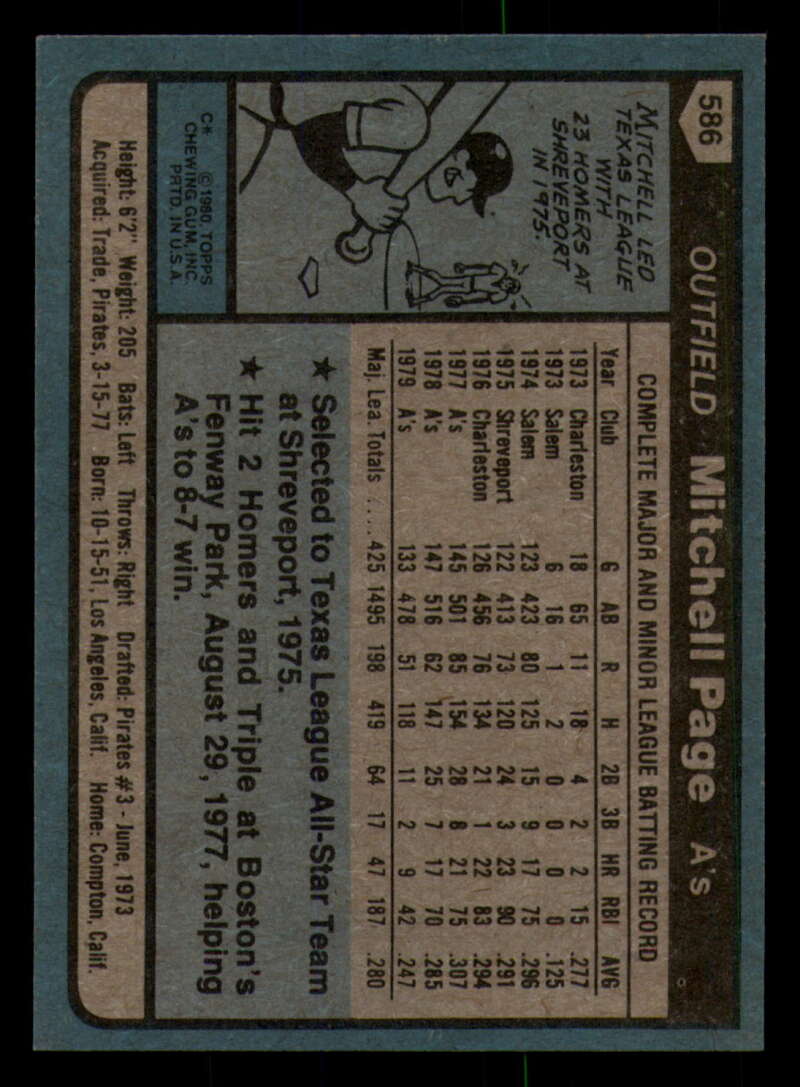 586
OUTFIELD Mitchell Page A's
MITCHELL LED
TEXAS LEAGUE
WITH
23 HOMERS AT
SHREVEPORT
IN 1975.
C* ©1980 TOPPS
CHEWING GUM, INC.
PRTD. IN U.S.A.
COMPLETE MAJOR AND MINOR LEAGUE BATTING RECORD
Year Club G AB R H 2B 3B HR RBI AVG
1973 Charleston 18 65 11 18 4 2 2 15 .277
1973 Salem 6 16 1 2 0 0 0 0 .125
1974 Salem 123 423 80 125 15 9 17 75 .296
1975 Shreveport 122 413 73 120 24 3 23 90 .291
1976 Charleston 126 456 76 134 21 1 22 83 .294
1977 A's 145 501 85 154 28 8 21 75 .307
1978 A's 147 516 62 147 25 7 17 70 .285
1979 A's 133 478 51 118 11 2 9 42 .247
Maj. Lea. Totals ..... 425 1495 198 419 64 17 47 187 .280
★ Selected to Texas League All-Star Team
at Shreveport, 1975.
★ Hit 2 Homers and Triple at Boston's
Fenway Park, August 29, 1977, helping
A's to 8-7 win.
Height: 6'2" Weight: 205 Bats: Left Throws: Right Drafted: Pirates #3 - June, 1973
Acquired: Trade, Pirates, 3-15-77 Born: 10-15-51, Los Angeles, Calif. Home: Compton, Calif.